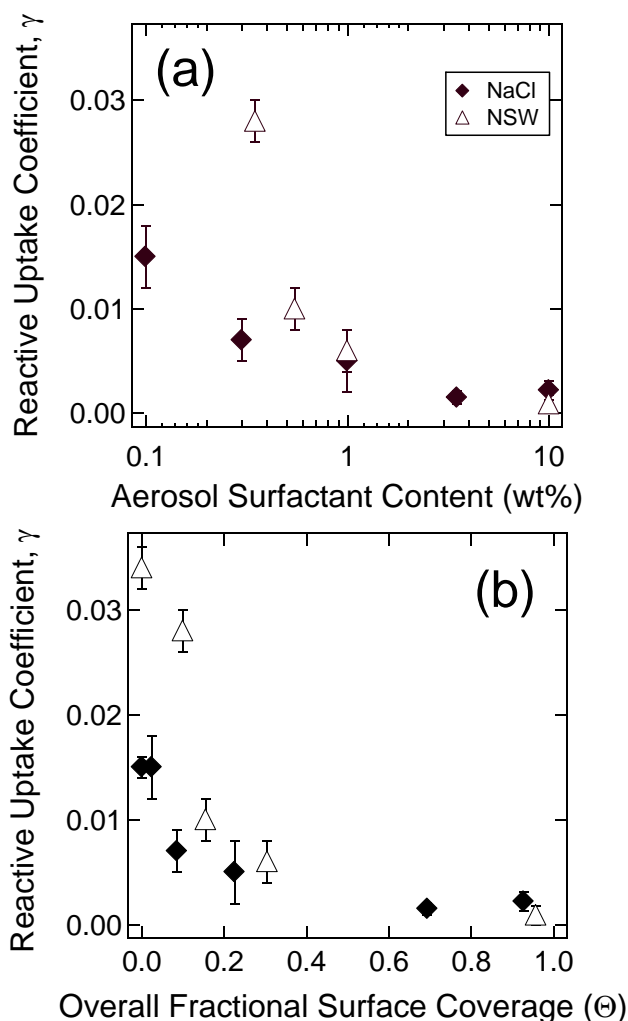 (a)
NaCl
NSW
Reactive Uptake Coefficient, γ
0.03
0.02
0.01
0.00
0.1 1 10
Aerosol Surfactant Content (wt%)
(b)
Reactive Uptake Coefficient, γ
0.03
0.02
0.01
0.00
0.0 0.2 0.4 0.6 0.8 1.0
Overall Fractional Surface Coverage (Θ)